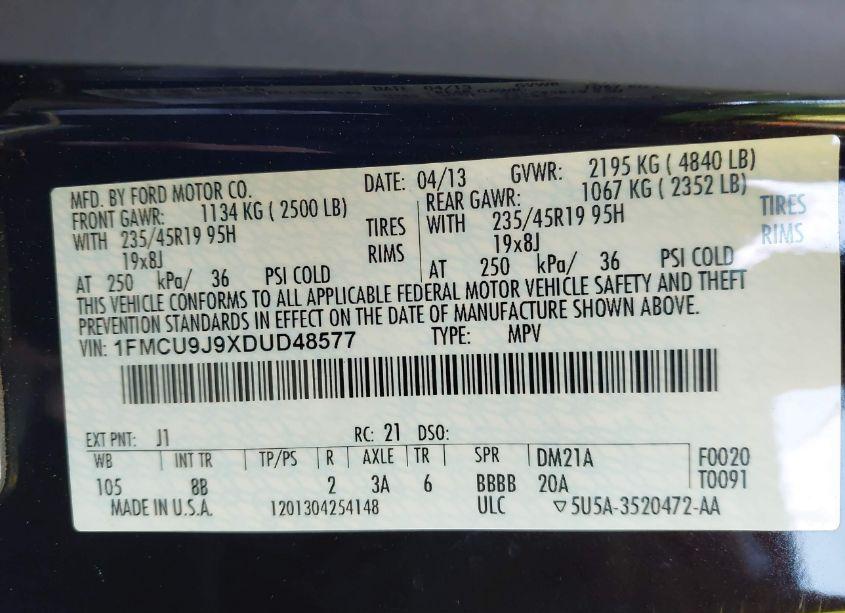 MFD. BY FORD MOTOR CO. DATE: 04/13 GVWR: 2195 KG ( 4840 LB)
FRONT GAWR: 1134 KG ( 2500 LB) REAR GAWR: 1067 KG ( 2352 LB)
WITH 235/45R19 95H TIRES WITH 235/45R19 95H TIRES
19x8J RIMS 19x8J RIMS
AT 250 kPa/ 36 PSI COLD AT 250 kPa/ 36 PSI COLD
THIS VEHICLE CONFORMS TO ALL APPLICABLE FEDERAL MOTOR VEHICLE SAFETY AND THEFT
PREVENTION STANDARDS IN EFFECT ON THE DATE OF MANUFACTURE SHOWN ABOVE.
VIN: 1FMCU9J9XDUD48577 TYPE: MPV
EXT PNT: J1 RC: 21 DSO:
WB INT TR TP/PS R AXLE TR SPR DM21A F0020
105 8B 2 3A 6 BBBB 20A T0091
MADE IN U.S.A. 1201304254148 ULC ▽5U5A-3520472-AA